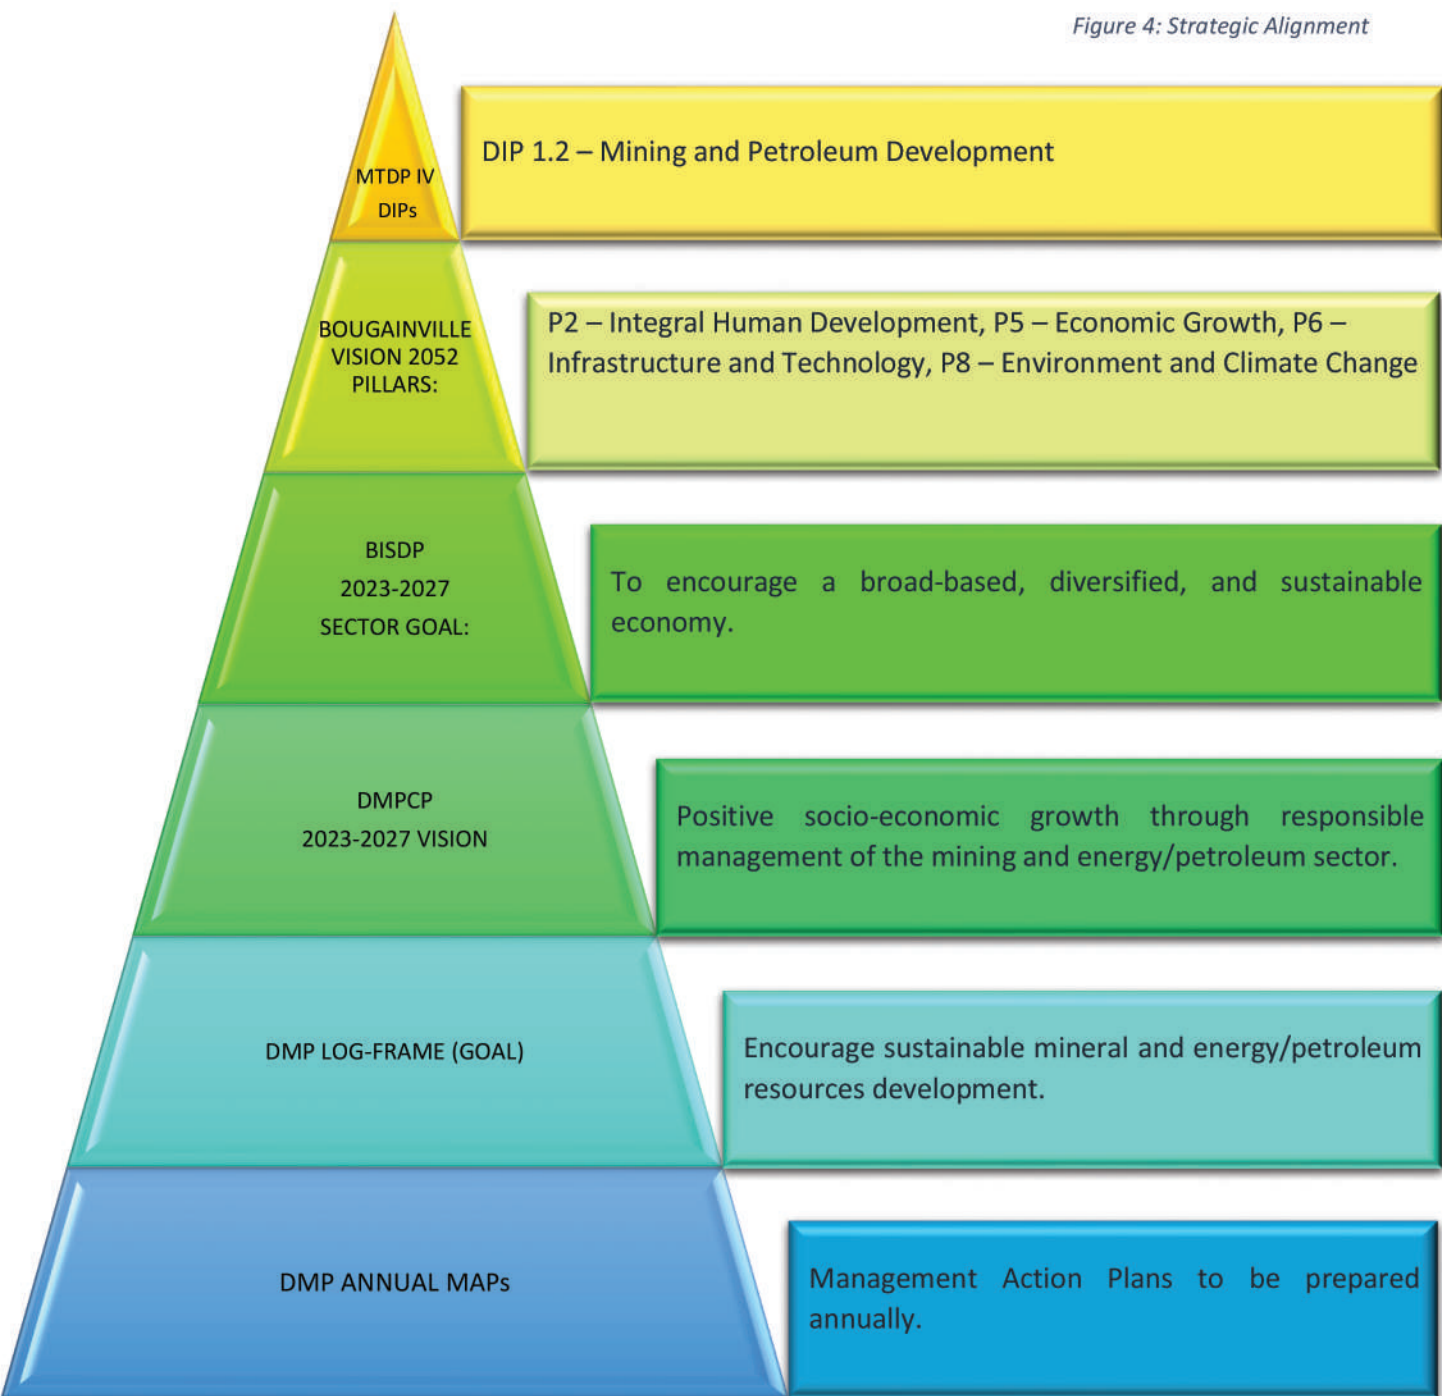 Figure 4: Strategic Alignment
MTDP IV
DIPs
DIP 1.2 – Mining and Petroleum Development
BOUGAINVILLE
VISION 2052
PILLARS:
P2 – Integral Human Development, P5 – Economic Growth, P6 –
Infrastructure and Technology, P8 – Environment and Climate Change
BISDP
2023-2027
SECTOR GOAL:
To encourage a broad-based, diversified, and sustainable
economy.
DMPCP
2023-2027 VISION
Positive socio-economic growth through responsible
management of the mining and energy/petroleum sector.
DMP LOG-FRAME (GOAL)
Encourage sustainable mineral and energy/petroleum
resources development.
DMP ANNUAL MAPs
Management Action Plans to be prepared
annually.